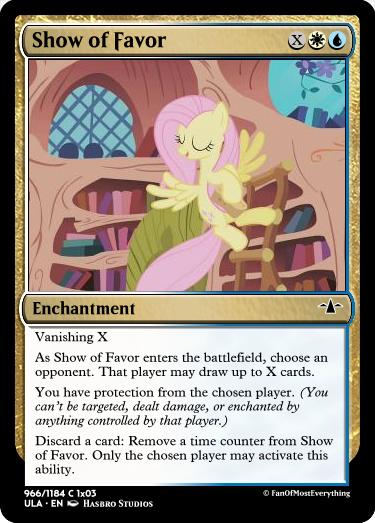 Show of Favor X
Enchantment
Vanishing X
As Show of Favor enters the battlefield, choose an
opponent. That player may draw up to X cards.
You have protection from the chosen player. (You
can't be targeted, dealt damage, or enchanted by
anything controlled by that player.)
Discard a card: Remove a time counter from Show
of Favor. Only the chosen player may activate this
ability.
966/1184 C 1x03
ULA • EN Hasbro Studios
© FanOfMostEverything